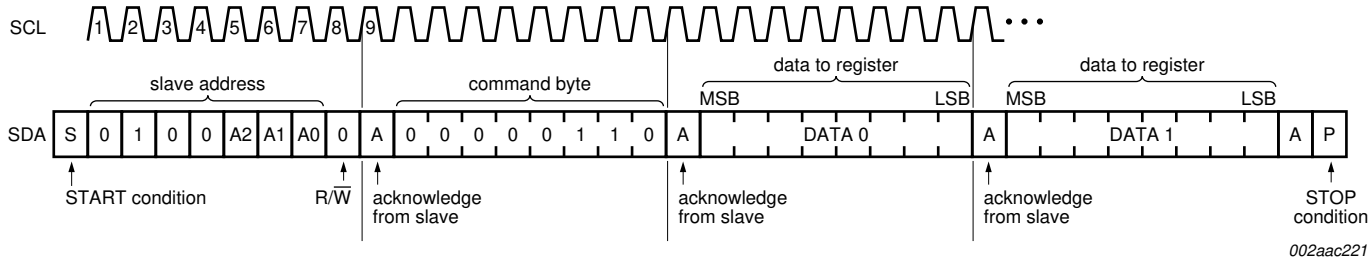 SCL 1 2 3 4 5 6 7 8 9 •••
slave address command byte data to register data to register
MSB LSB MSB LSB
SDA S 0 1 0 0 A2 A1 A0 0 A 0 0 0 0 0 1 1 0 A DATA 0 A DATA 1 A P
START condition R/W̅ acknowledge acknowledge acknowledge STOP
from slave from slave from slave condition
002aac221